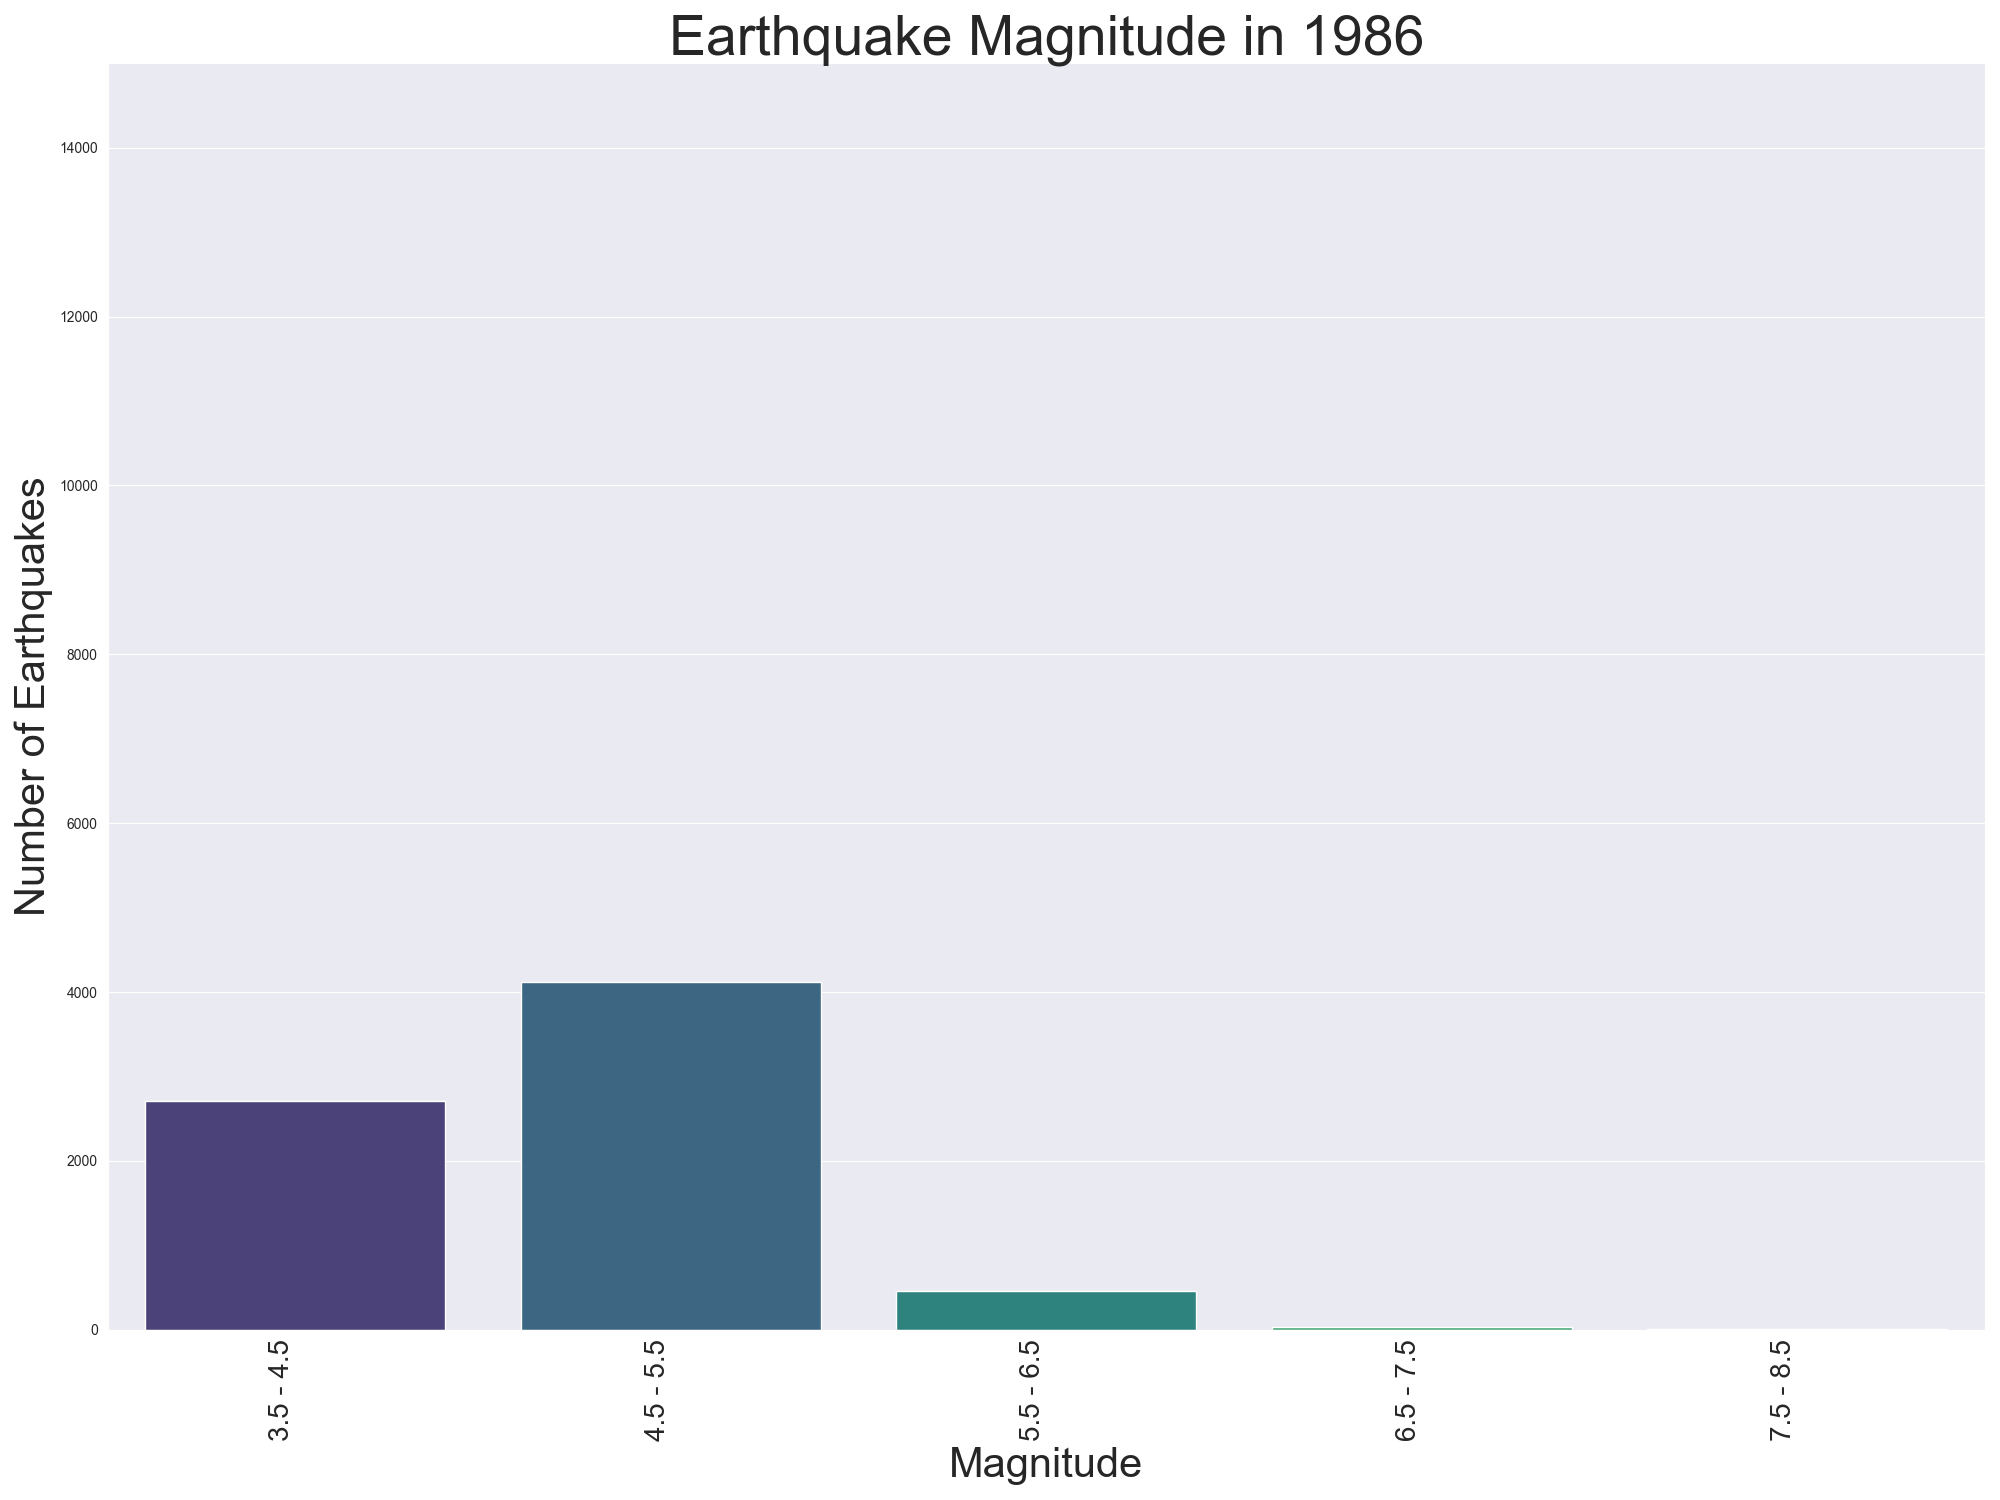 Earthquake Magnitude in 1986
Number of Earthquakes
14000
12000
10000
8000
6000
4000
2000
0
3.5 - 4.5
4.5 - 5.5
5.5 - 6.5
6.5 - 7.5
7.5 - 8.5
Magnitude